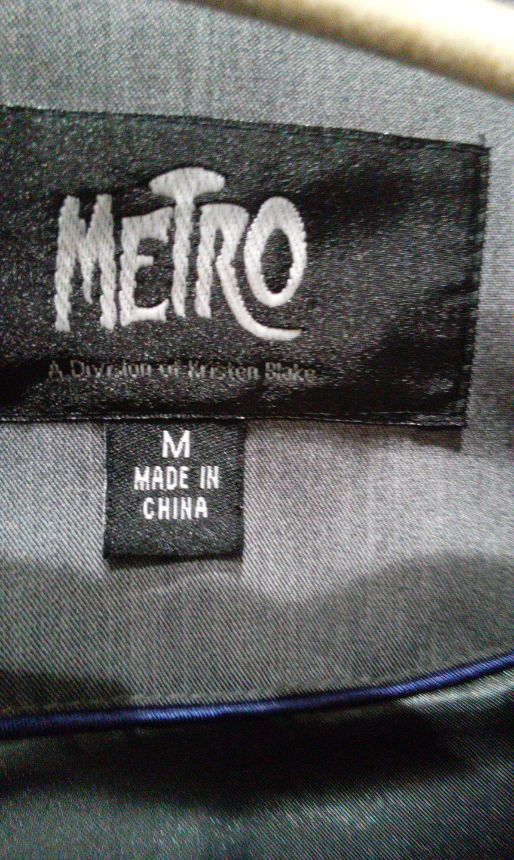 METRO
A Division of Kristen Blake
M
MADE IN
CHINA